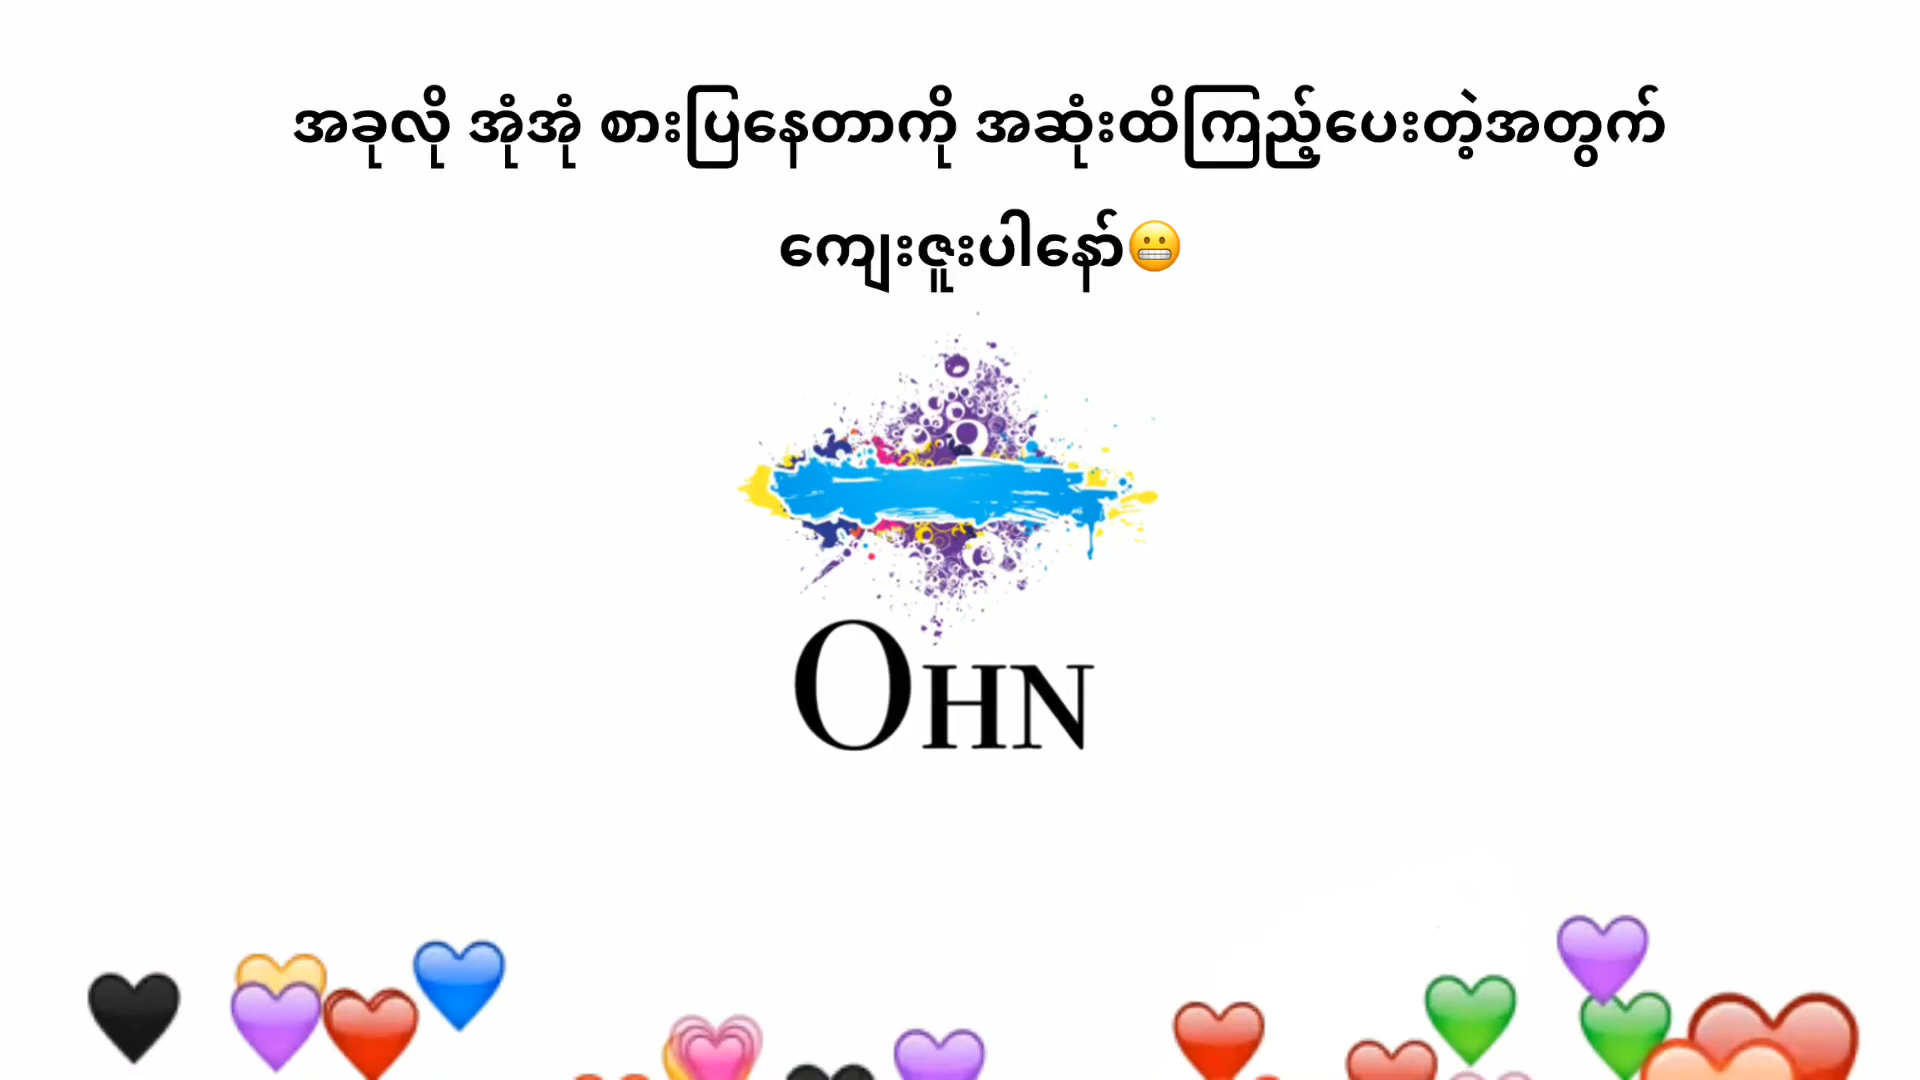 အခုလို အုံအုံ စားပြနေတာကို အဆုံးထိကြည့်ပေးတဲ့အတွက်
ကျေးဇူးပါနော်😬
OHN